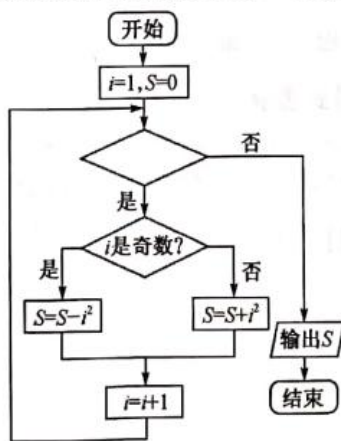 开始
i=1,S=0
否
是
i是奇数?
是
否
S=S-i²
S=S+i²
输出S
i=i+1
结束